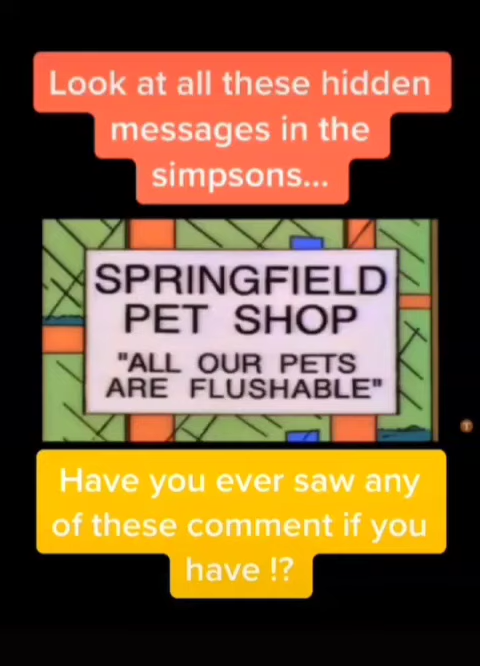 Look at all these hidden
messages in the
simpsons...
SPRINGFIELD
PET SHOP
"ALL OUR PETS
ARE FLUSHABLE"
Have you ever saw any
of these comment if you
have !?